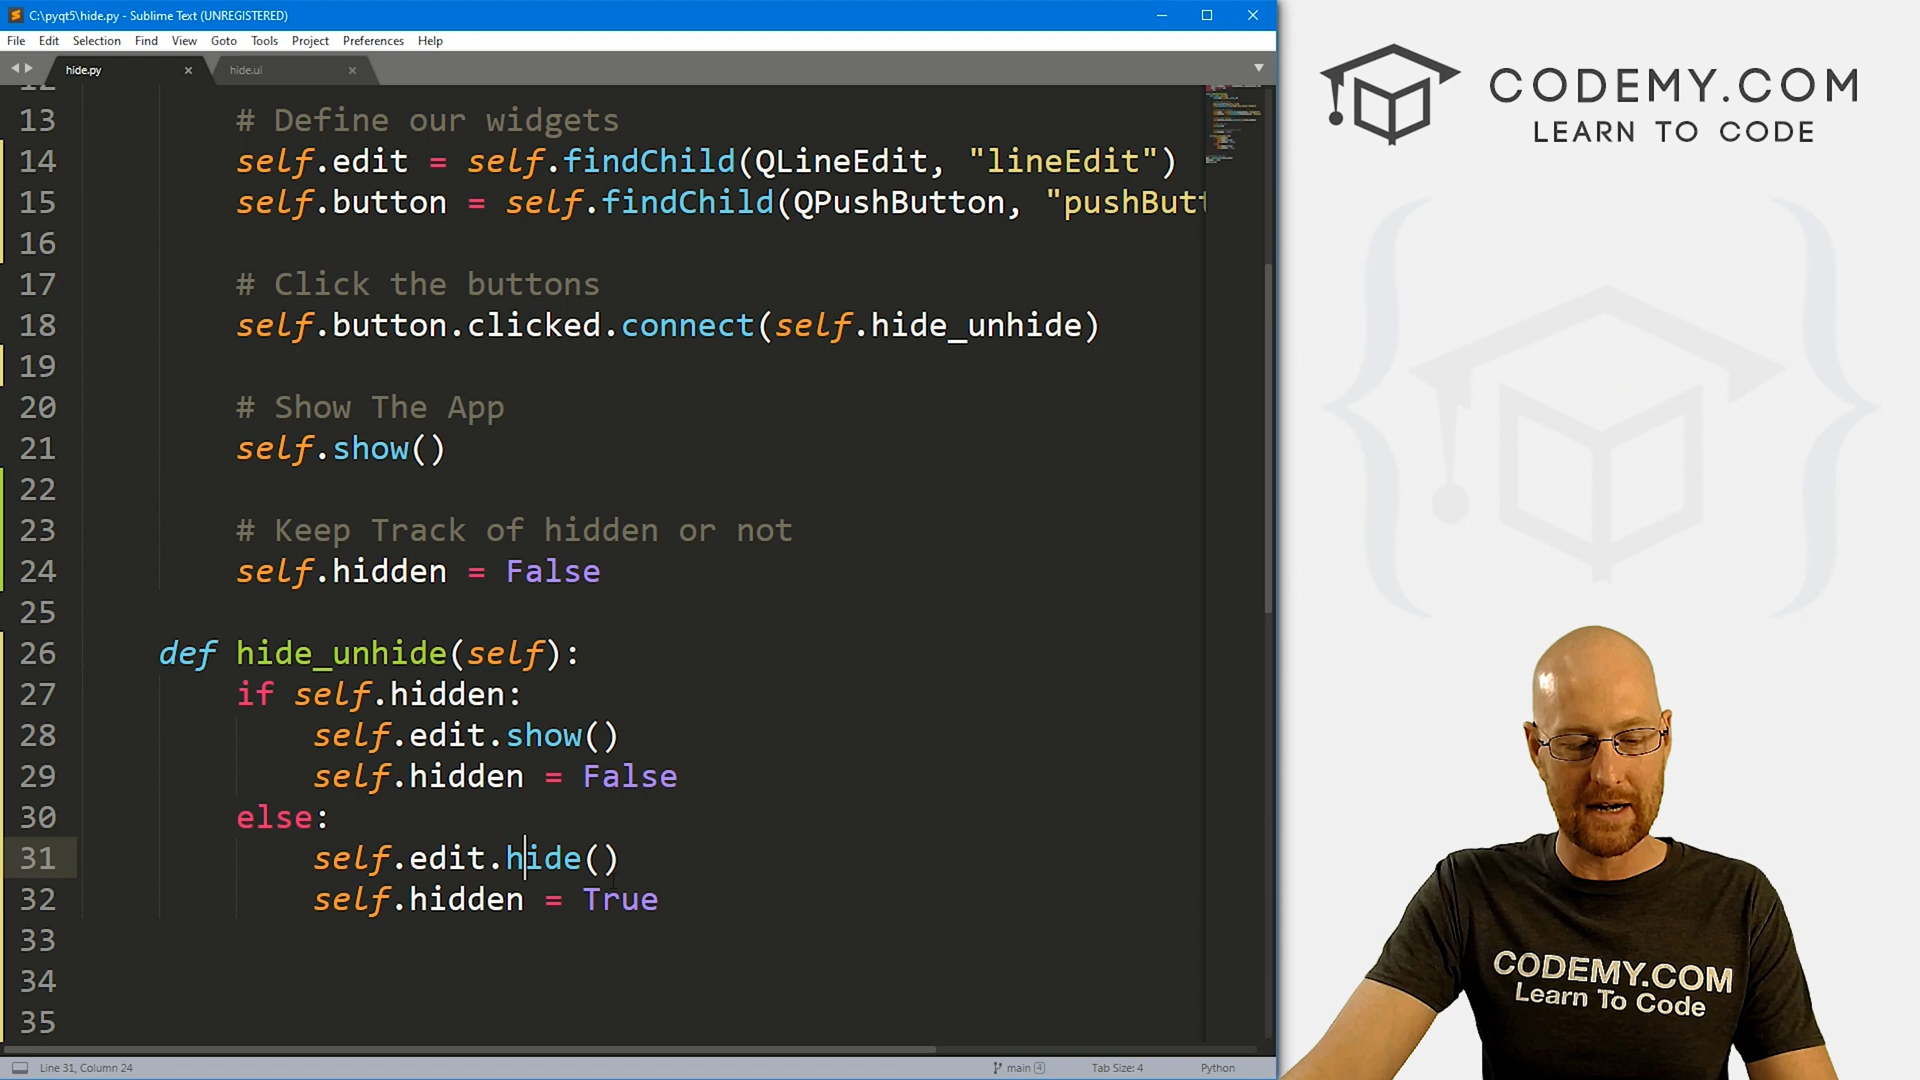 C:\pyqt5\hide.py - Sublime Text (UNREGISTERED)
File Edit Selection Find View Goto Tools Project Preferences Help
hide.py hide.ui
12
13 # Define our widgets
14 self.edit = self.findChild(QLineEdit, "lineEdit")
15 self.button = self.findChild(QPushButton, "pushButt
16
17 # Click the buttons
18 self.button.clicked.connect(self.hide_unhide)
19
20 # Show The App
21 self.show()
22
23 # Keep Track of hidden or not
24 self.hidden = False
25
26 def hide_unhide(self):
27 if self.hidden:
28 self.edit.show()
29 self.hidden = False
30 else:
31 self.edit.hide()
32 self.hidden = True
33
34
35
Line 31, Column 24 main 4 Tab Size: 4 Python
CODEMY.COM
LEARN TO CODE
CODEMY.COM
Learn To Code